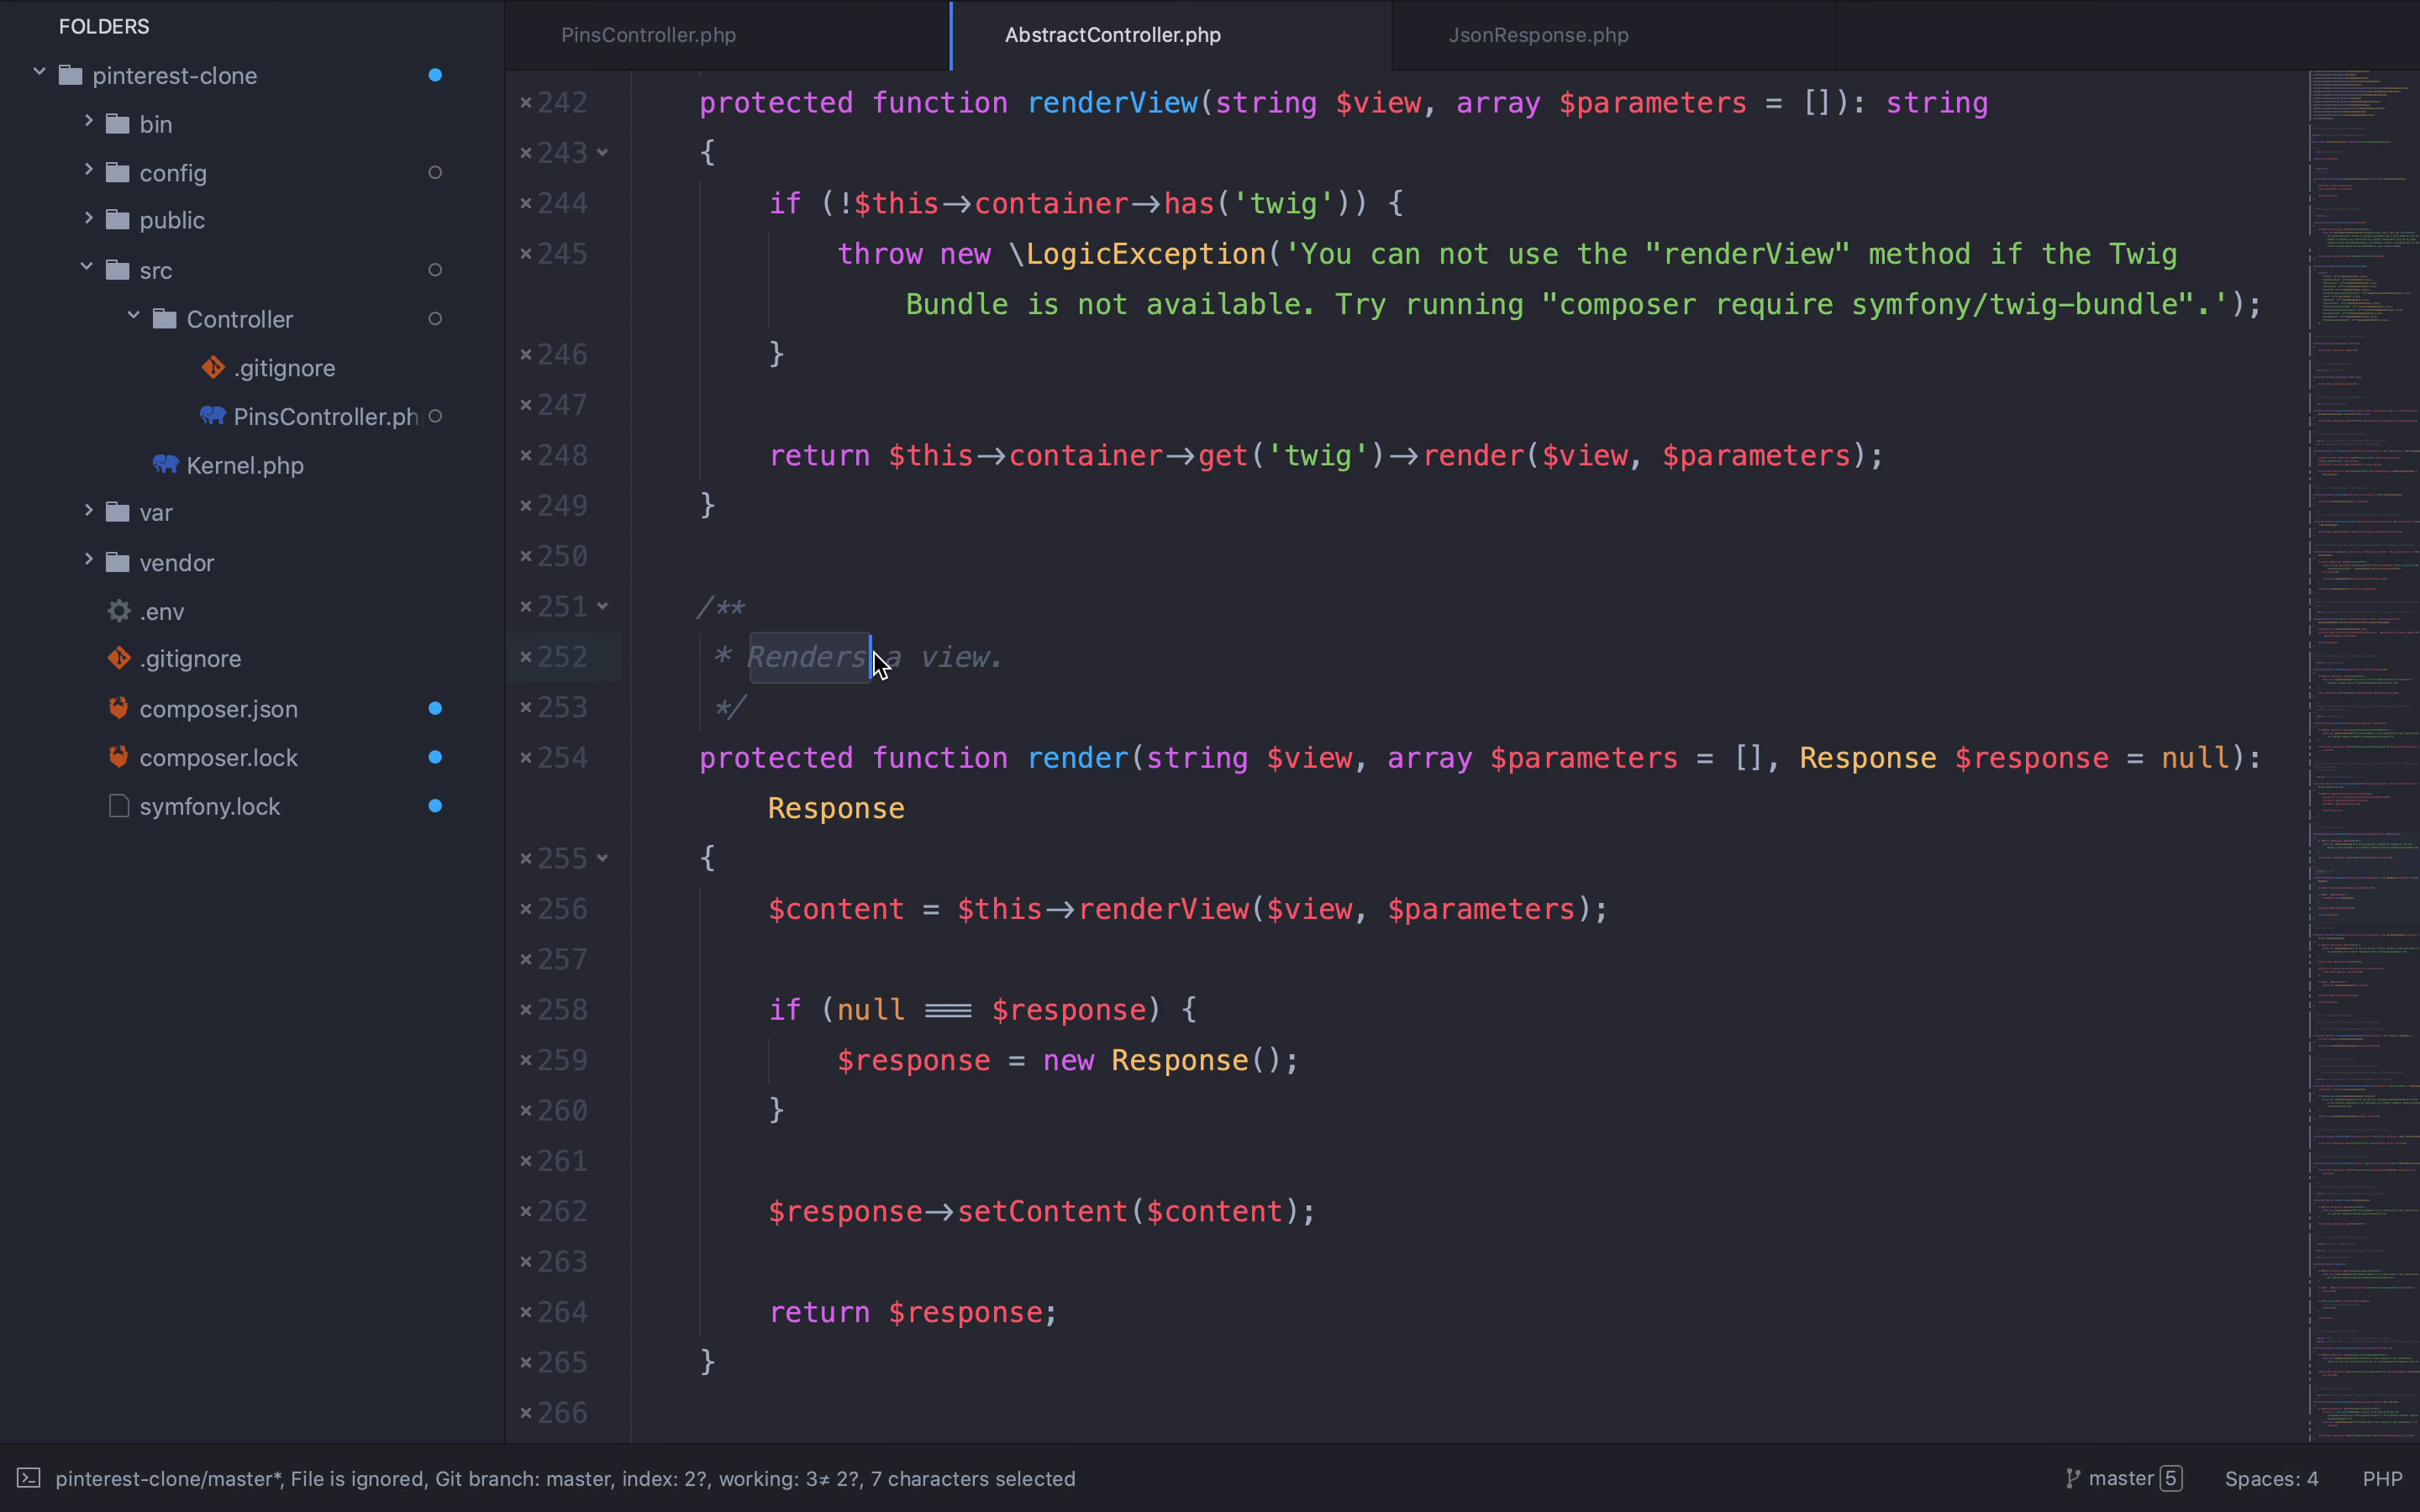 FOLDERS
pinterest-clone
bin
config
public
src
Controller
.gitignore
PinsController.ph
Kernel.php
var
vendor
.env
.gitignore
composer.json
composer.lock
symfony.lock
PinsController.php
AbstractController.php
JsonResponse.php
242 protected function renderView(string $view, array $parameters = []): string
243 {
244 if (!$this->container->has('twig')) {
245 throw new \LogicException('You can not use the "renderView" method if the Twig
Bundle is not available. Try running "composer require symfony/twig-bundle".');
246 }
247
248 return $this->container->get('twig')->render($view, $parameters);
249 }
250
251 /**
252 * Renders a view.
253 */
254 protected function render(string $view, array $parameters = [], Response $response = null):
Response
255 {
256 $content = $this->renderView($view, $parameters);
257
258 if (null === $response) {
259 $response = new Response();
260 }
261
262 $response->setContent($content);
263
264 return $response;
265 }
266
pinterest-clone/master*, File is ignored, Git branch: master, index: 2?, working: 3≠ 2?, 7 characters selected
master 5
Spaces: 4
PHP